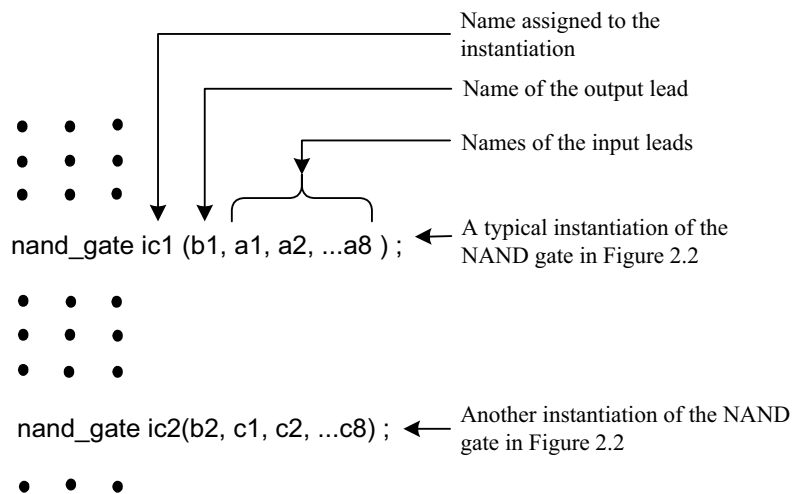 Name assigned to the
instantiation
Name of the output lead
Names of the input leads
nand_gate ic1 (b1, a1, a2, ...a8 ) ;
A typical instantiation of the
NAND gate in Figure 2.2
nand_gate ic2(b2, c1, c2, ...c8) ;
Another instantiation of the NAND
gate in Figure 2.2